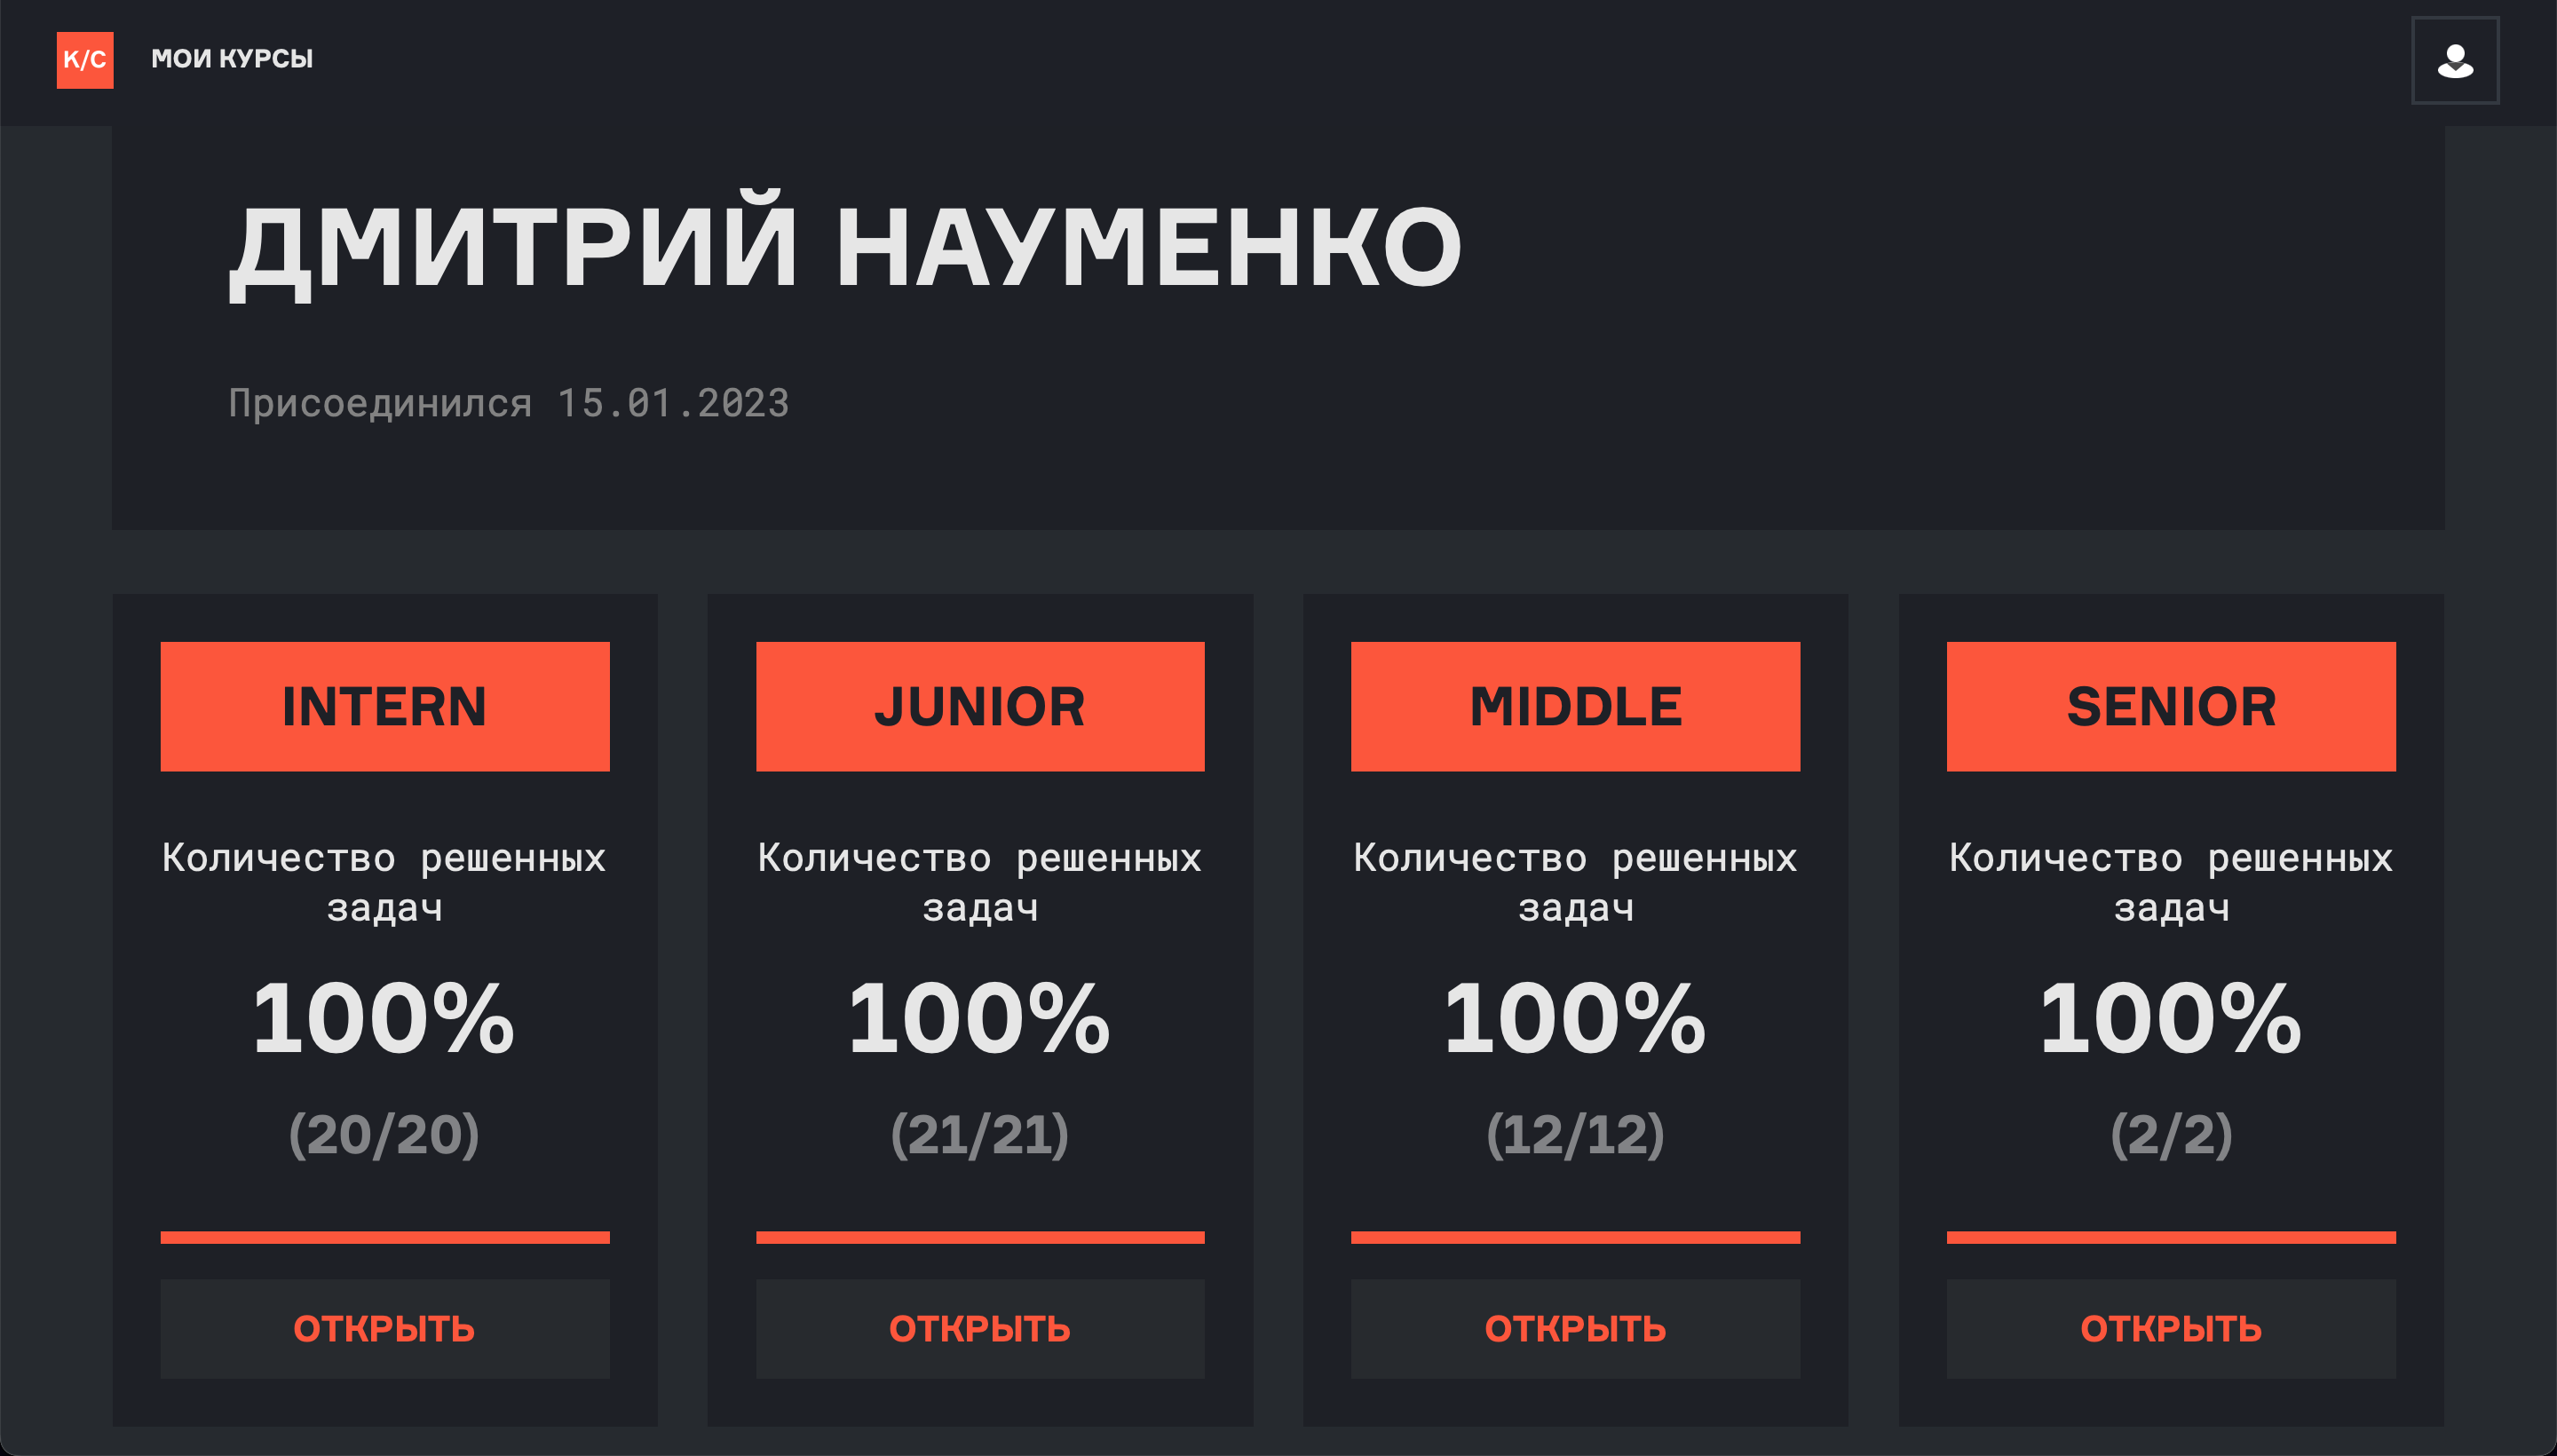 K/C
МОИ КУРСЫ
ДМИТРИЙ НАУМЕНКО
Присоединился 15.01.2023
INTERN
Количество решенных
задач
100%
(20/20)
ОТКРЫТЬ
JUNIOR
Количество решенных
задач
100%
(21/21)
ОТКРЫТЬ
MIDDLE
Количество решенных
задач
100%
(12/12)
ОТКРЫТЬ
SENIOR
Количество решенных
задач
100%
(2/2)
ОТКРЫТЬ